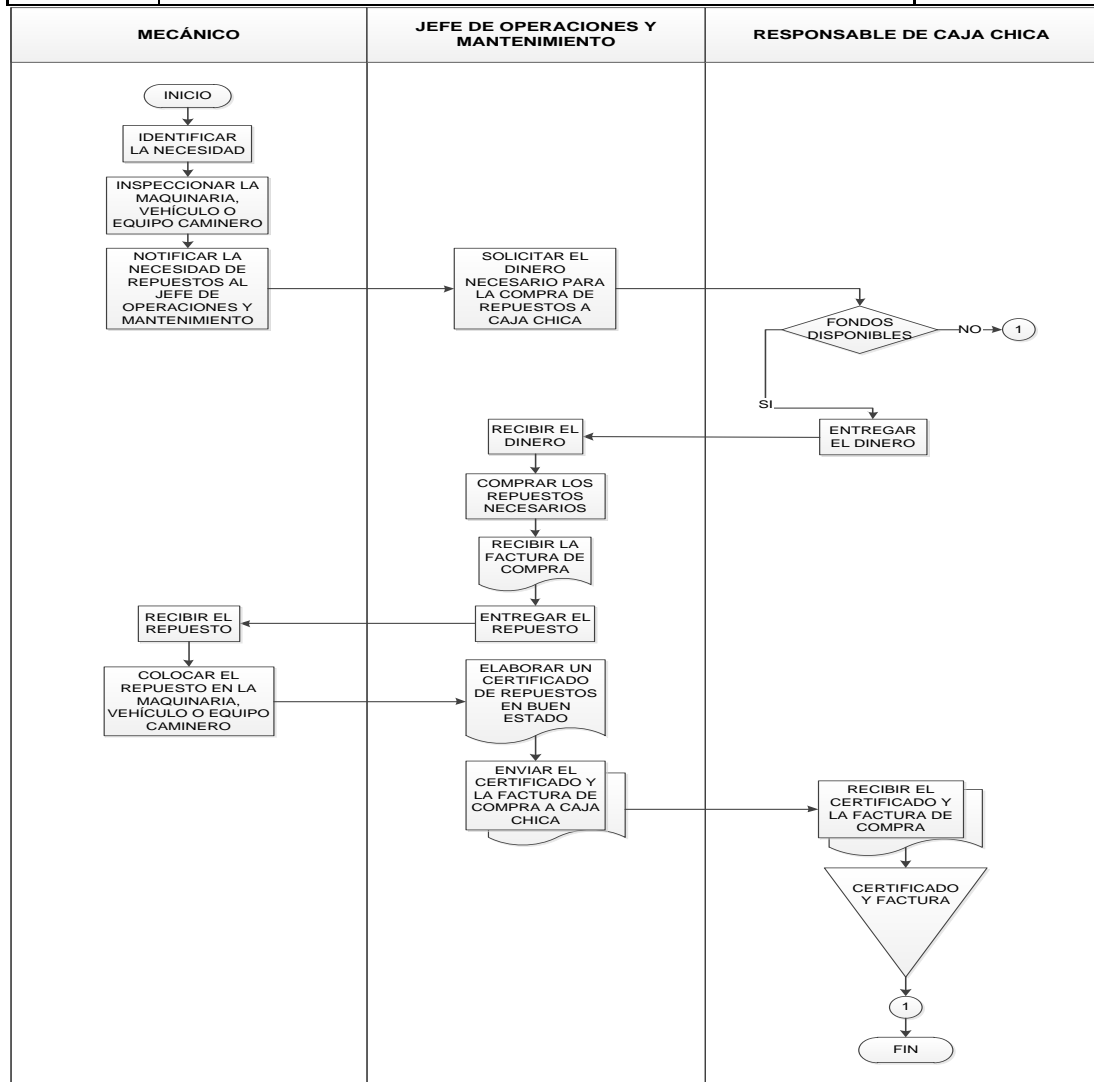 MECÁNICO
JEFE DE OPERACIONES Y
MANTENIMIENTO
RESPONSABLE DE CAJA CHICA
INICIO
IDENTIFICAR
LA NECESIDAD
INSPECCIONAR LA
MAQUINARIA,
VEHÍCULO O
EQUIPO CAMINERO
NOTIFICAR LA
NECESIDAD DE
REPUESTOS AL
JEFE DE
OPERACIONES Y
MANTENIMIENTO
SOLICITAR EL
DINERO
NECESARIO PARA
LA COMPRA DE
REPUESTOS A
CAJA CHICA
FONDOS
DISPONIBLES
NO
1
SI
ENTREGAR
EL DINERO
RECIBIR EL
DINERO
COMPRAR LOS
REPUESTOS
NECESARIOS
RECIBIR LA
FACTURA DE
COMPRA
ENTREGAR EL
REPUESTO
RECIBIR EL
REPUESTO
COLOCAR EL
REPUESTO EN LA
MAQUINARIA,
VEHÍCULO O EQUIPO
CAMINERO
ELABORAR UN
CERTIFICADO
DE REPUESTOS
EN BUEN
ESTADO
ENVIAR EL
CERTIFICADO Y
LA FACTURA DE
COMPRA A CAJA
CHICA
RECIBIR EL
CERTIFICADO Y
LA FACTURA DE
COMPRA
CERTIFICADO
Y FACTURA
1
FIN